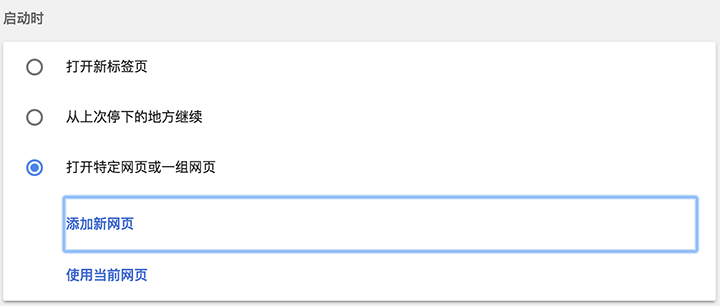 启动时
打开新标签页
从上次停下的地方继续
打开特定网页或一组网页
添加新网页
使用当前网页